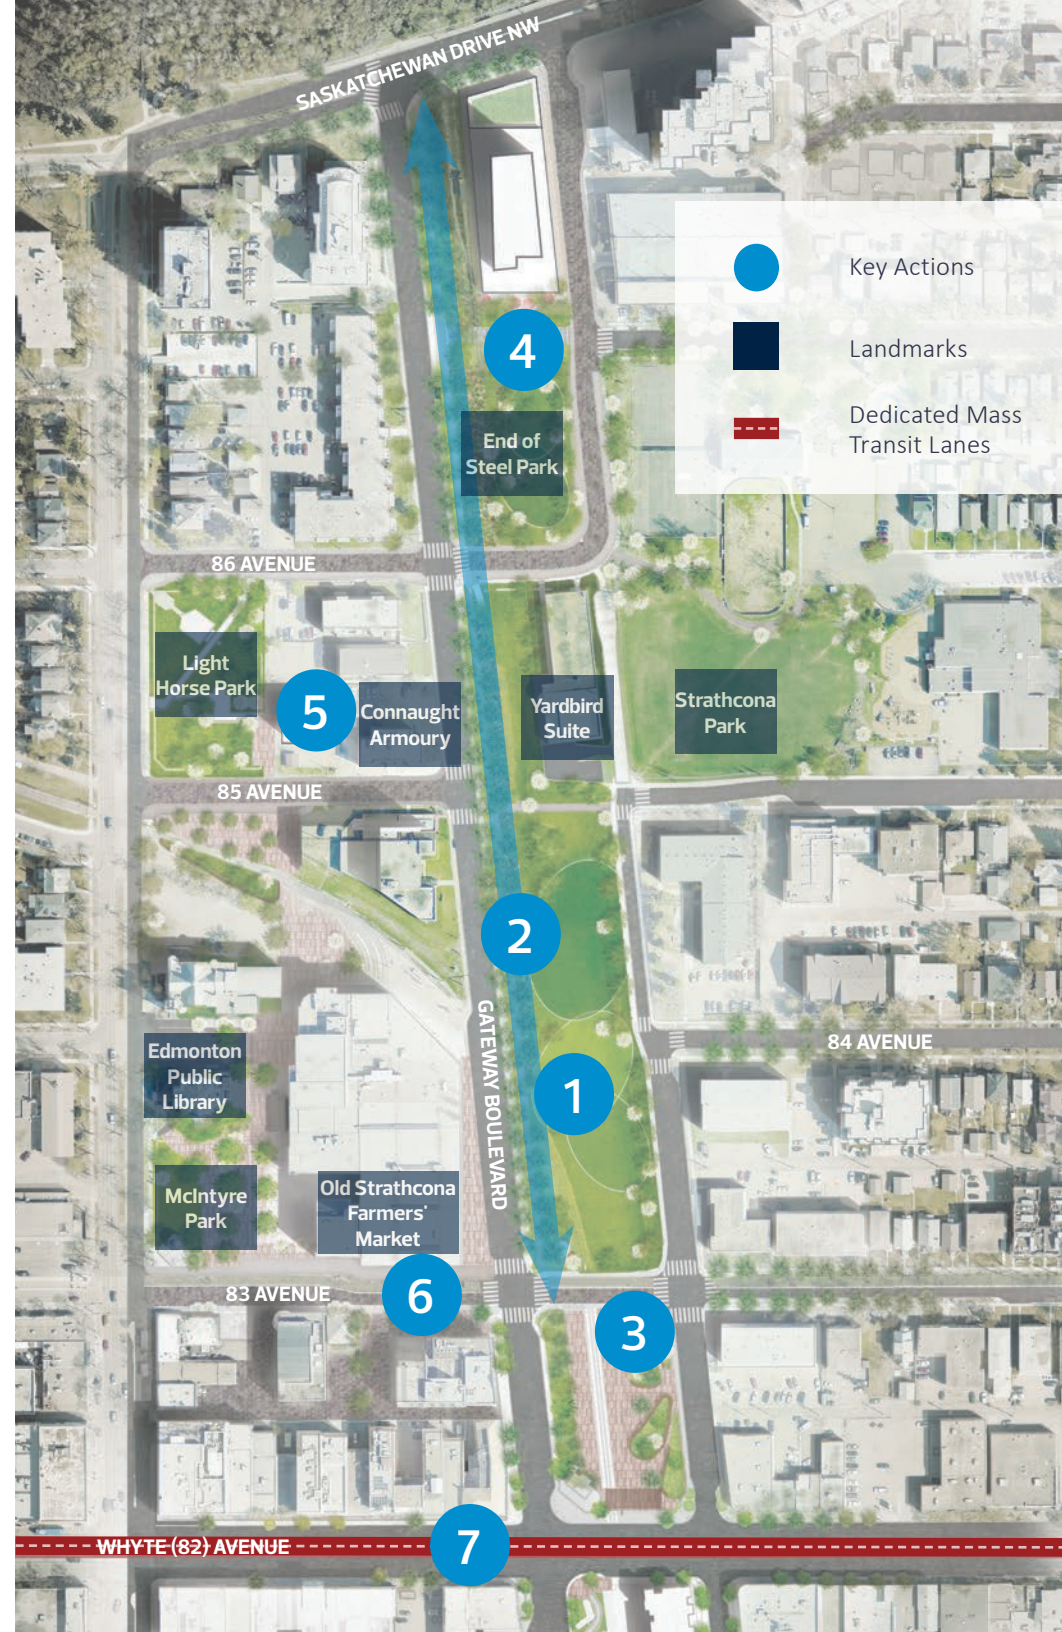 SASKATCHEWAN DRIVE NW
Key Actions
Landmarks
Dedicated Mass
Transit Lanes
4
End of
Steel Park
86 AVENUE
Light
Horse Park
5
Connaught
Armoury
Yardbird
Suite
Strathcona
Park
85 AVENUE
2
GATEWAY BOULEVARD
84 AVENUE
Edmonton
Public
Library
1
McIntyre
Park
Old Strathcona
Farmers'
Market
83 AVENUE
6
3
WHYTE (82) AVENUE
7